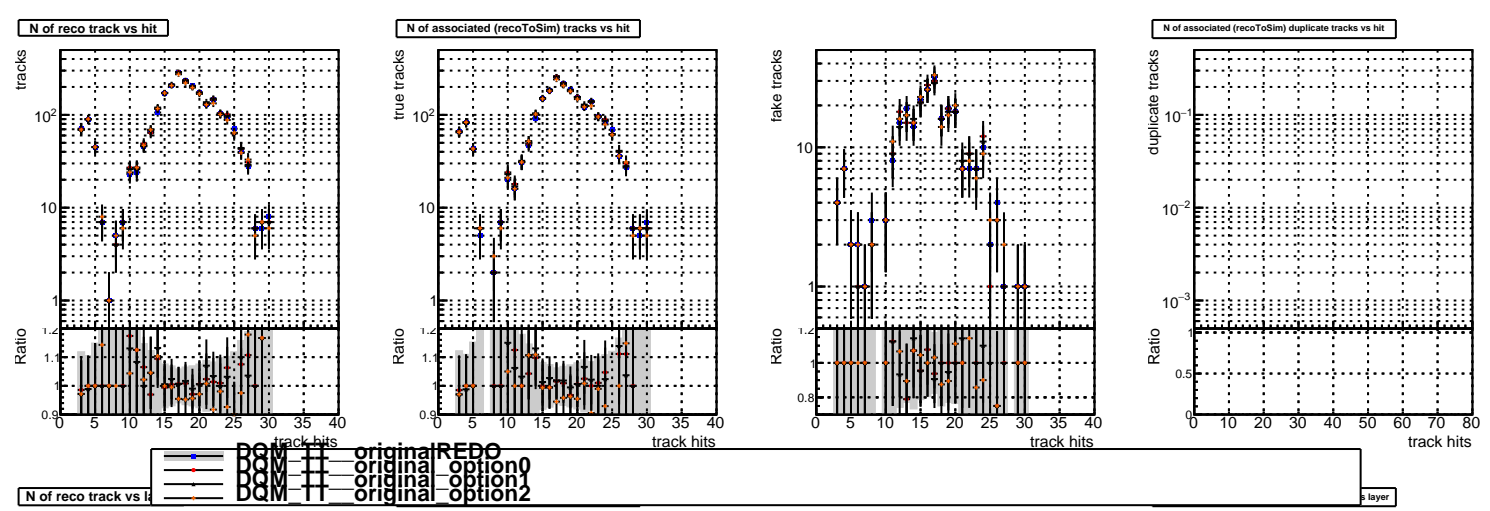 N of reco track vs hit
N of associated (recoToSim) tracks vs hit
N of associated (recoToSim) duplicate tracks vs hit
tracks
10²
10
1
Ratio
1.2
1.1
1
0.9
0 5 10 15 20 25 30 35 40
track hits
true tracks
10²
10
1
Ratio
1.2
1.1
1
0.9
0 5 10 15 20 25 30 35 40
track hits
fake tracks
10
1
Ratio
1
0.8
0 5 10 15 20 25 30 35 40
track hits
duplicate tracks
10⁻¹
10⁻²
10⁻³
Ratio
1
0.5
0
0 10 20 30 40 50 60 70 80
track hits
DQM_TT__originalREDO
DQM_TT__original_option0
DQM_TT__original_option1
DQM_TT__original_option2
N of reco track vs la
s layer